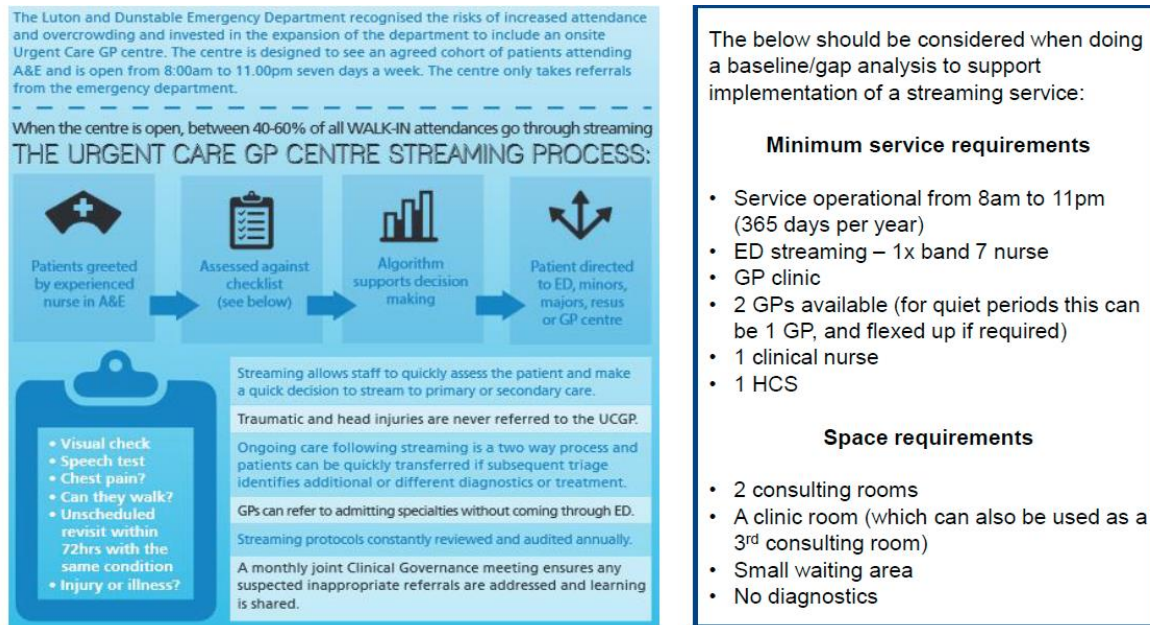 The Luton and Dunstable Emergency Department recognised the risks of increased attendance
and overcrowding and invested in the expansion of the department to include an onsite
Urgent Care GP centre. The centre is designed to see an agreed cohort of patients attending
A&E and is open from 8:00am to 11.00pm seven days a week. The centre only takes referrals
from the emergency department.
When the centre is open, between 40-60% of all WALK-IN attendances go through streaming
THE URGENT CARE GP CENTRE STREAMING PROCESS:
Patients greeted
by experienced
nurse in A&E
Assessed against
checklist
(see below)
Algorithm
supports decision
making
Patient directed
to ED, minors,
majors, resus
or GP centre
• Visual check
• Speech test
• Chest pain?
• Can they walk?
• Unscheduled
revisit within
72hrs with the
same condition
• Injury or illness?
Streaming allows staff to quickly assess the patient and make
a quick decision to stream to primary or secondary care.
Traumatic and head injuries are never referred to the UCGP.
Ongoing care following streaming is a two way process and
patients can be quickly transferred if subsequent triage
identifies additional or different diagnostics or treatment.
GPs can refer to admitting specialties without coming through ED.
Streaming protocols constantly reviewed and audited annually.
A monthly joint Clinical Governance meeting ensures any
suspected inappropriate referrals are addressed and learning
is shared.
The below should be considered when doing
a baseline/gap analysis to support
implementation of a streaming service:
Minimum service requirements
• Service operational from 8am to 11pm
(365 days per year)
• ED streaming – 1x band 7 nurse
• GP clinic
• 2 GPs available (for quiet periods this can
be 1 GP, and flexed up if required)
• 1 clinical nurse
• 1 HCS
Space requirements
• 2 consulting rooms
• A clinic room (which can also be used as a
3rd consulting room)
• Small waiting area
• No diagnostics